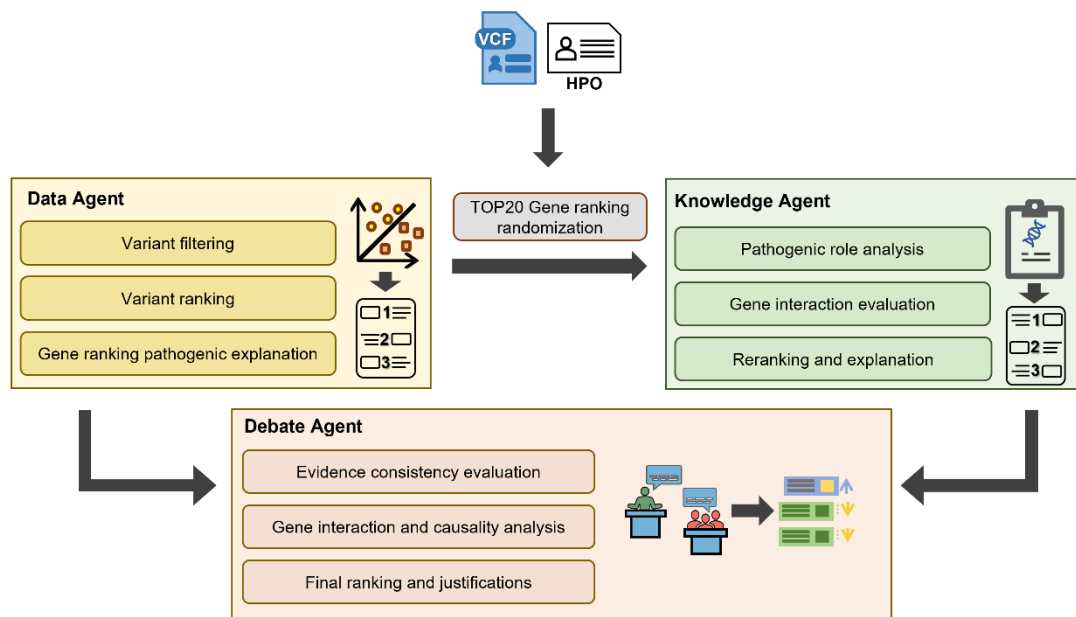 VCF
HPO
Data Agent
Variant filtering
Variant ranking
Gene ranking pathogenic explanation
1
2
3
TOP20 Gene ranking
randomization
Knowledge Agent
Pathogenic role analysis
Gene interaction evaluation
Reranking and explanation
1
2
3
Debate Agent
Evidence consistency evaluation
Gene interaction and causality analysis
Final ranking and justifications